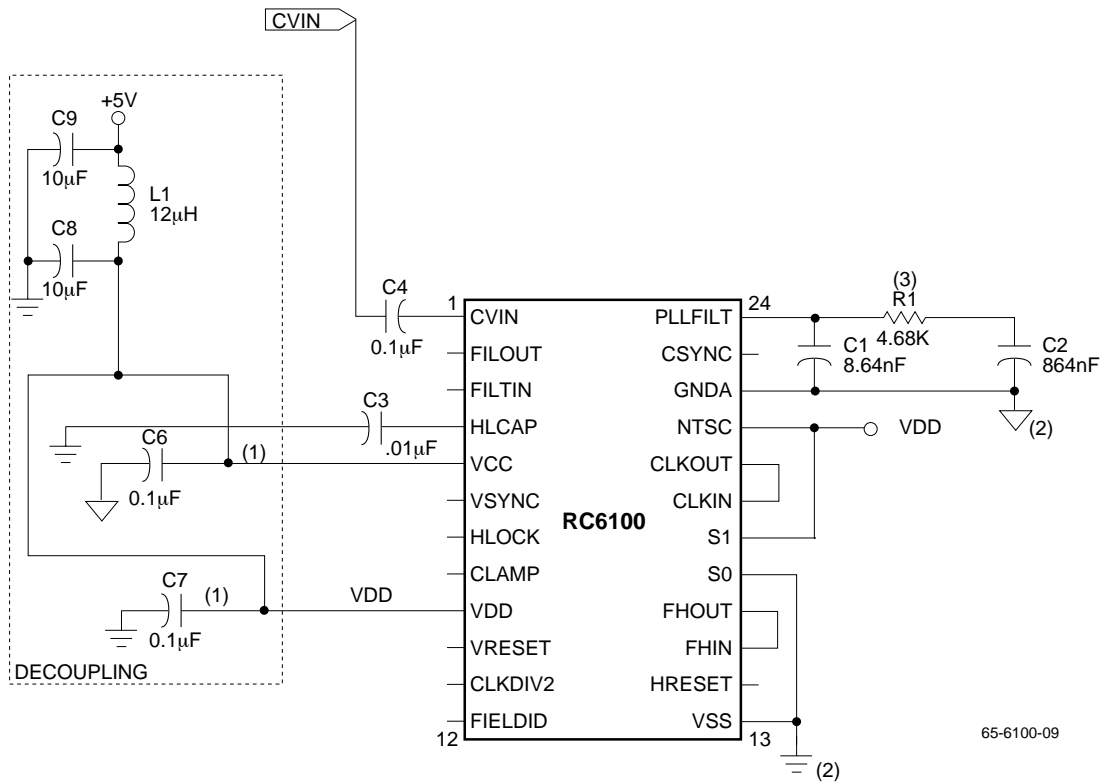 CVIN
+5V
C9
10µF
L1
12µH
C8
10µF
C4
0.1µF
C3
.01µF
C6
(1)
0.1µF
C7
(1)
VDD
0.1µF
DECOUPLING
1
CVIN
FILOUT
FILTIN
HLCAP
VCC
VSYNC
HLOCK
CLAMP
VDD
VRESET
CLKDIV2
FIELDID
12
RC6100
24
PLLFILT
CSYNC
GNDA
NTSC
CLKOUT
CLKIN
S1
S0
FHOUT
FHIN
HRESET
VSS
13
(3)
R1
4.68K
C1
8.64nF
C2
864nF
(2)
VDD
(2)
65-6100-09